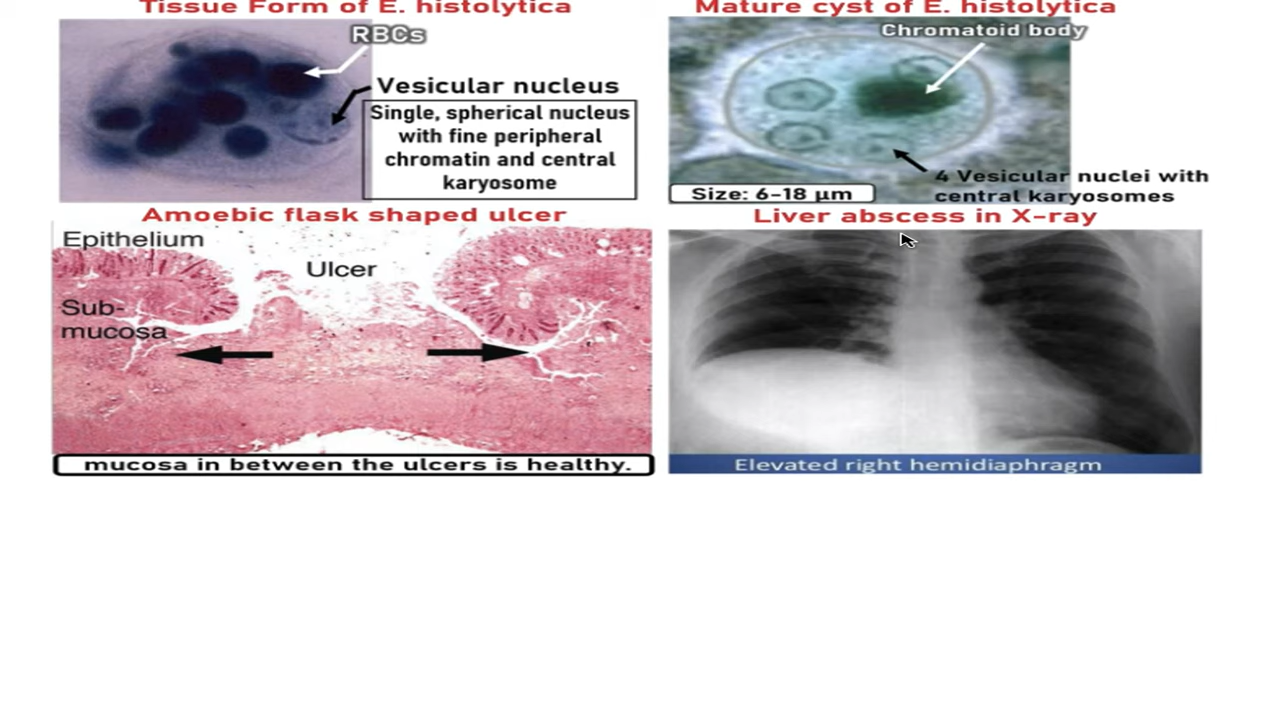 Tissue Form of E. histolytica
RBCs
Vesicular nucleus
Single, spherical nucleus
with fine peripheral
chromatin and central
karyosome
Mature cyst of E. histolytica
Chromatoid body
4 Vesicular nuclei with
central karyosomes
Size: 6-18 µm
Amoebic flask shaped ulcer
Epithelium
Ulcer
Sub-
mucosa
mucosa in between the ulcers is healthy.
Liver abscess in X-ray
Elevated right hemidiaphragm